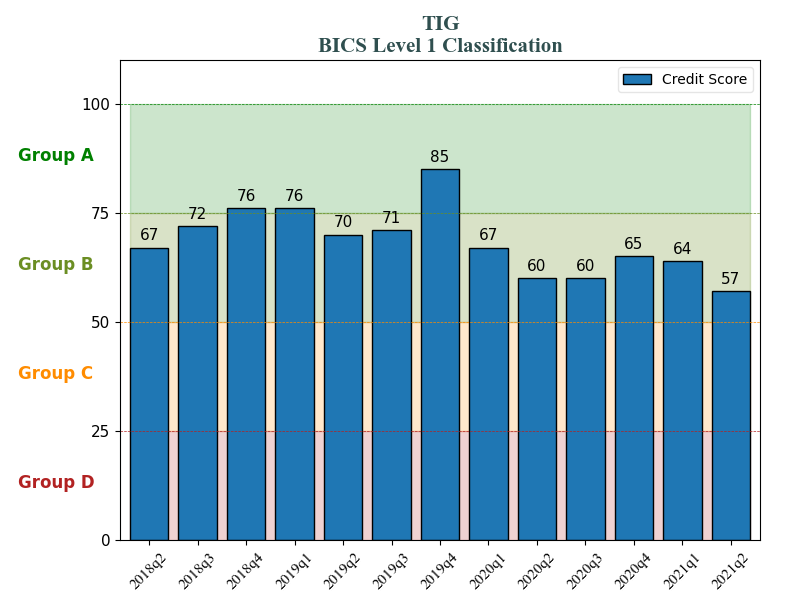 TIG
BICS Level 1 Classification
Credit Score
100
Group A
85
76
76
75
72
71
70
67
67
65
64
Group B
60
60
57
50
Group C
25
Group D
0
2018q2
2018q3
2018q4
2019q1
2019q2
2019q3
2019q4
2020q1
2020q2
2020q3
2020q4
2021q1
2021q2